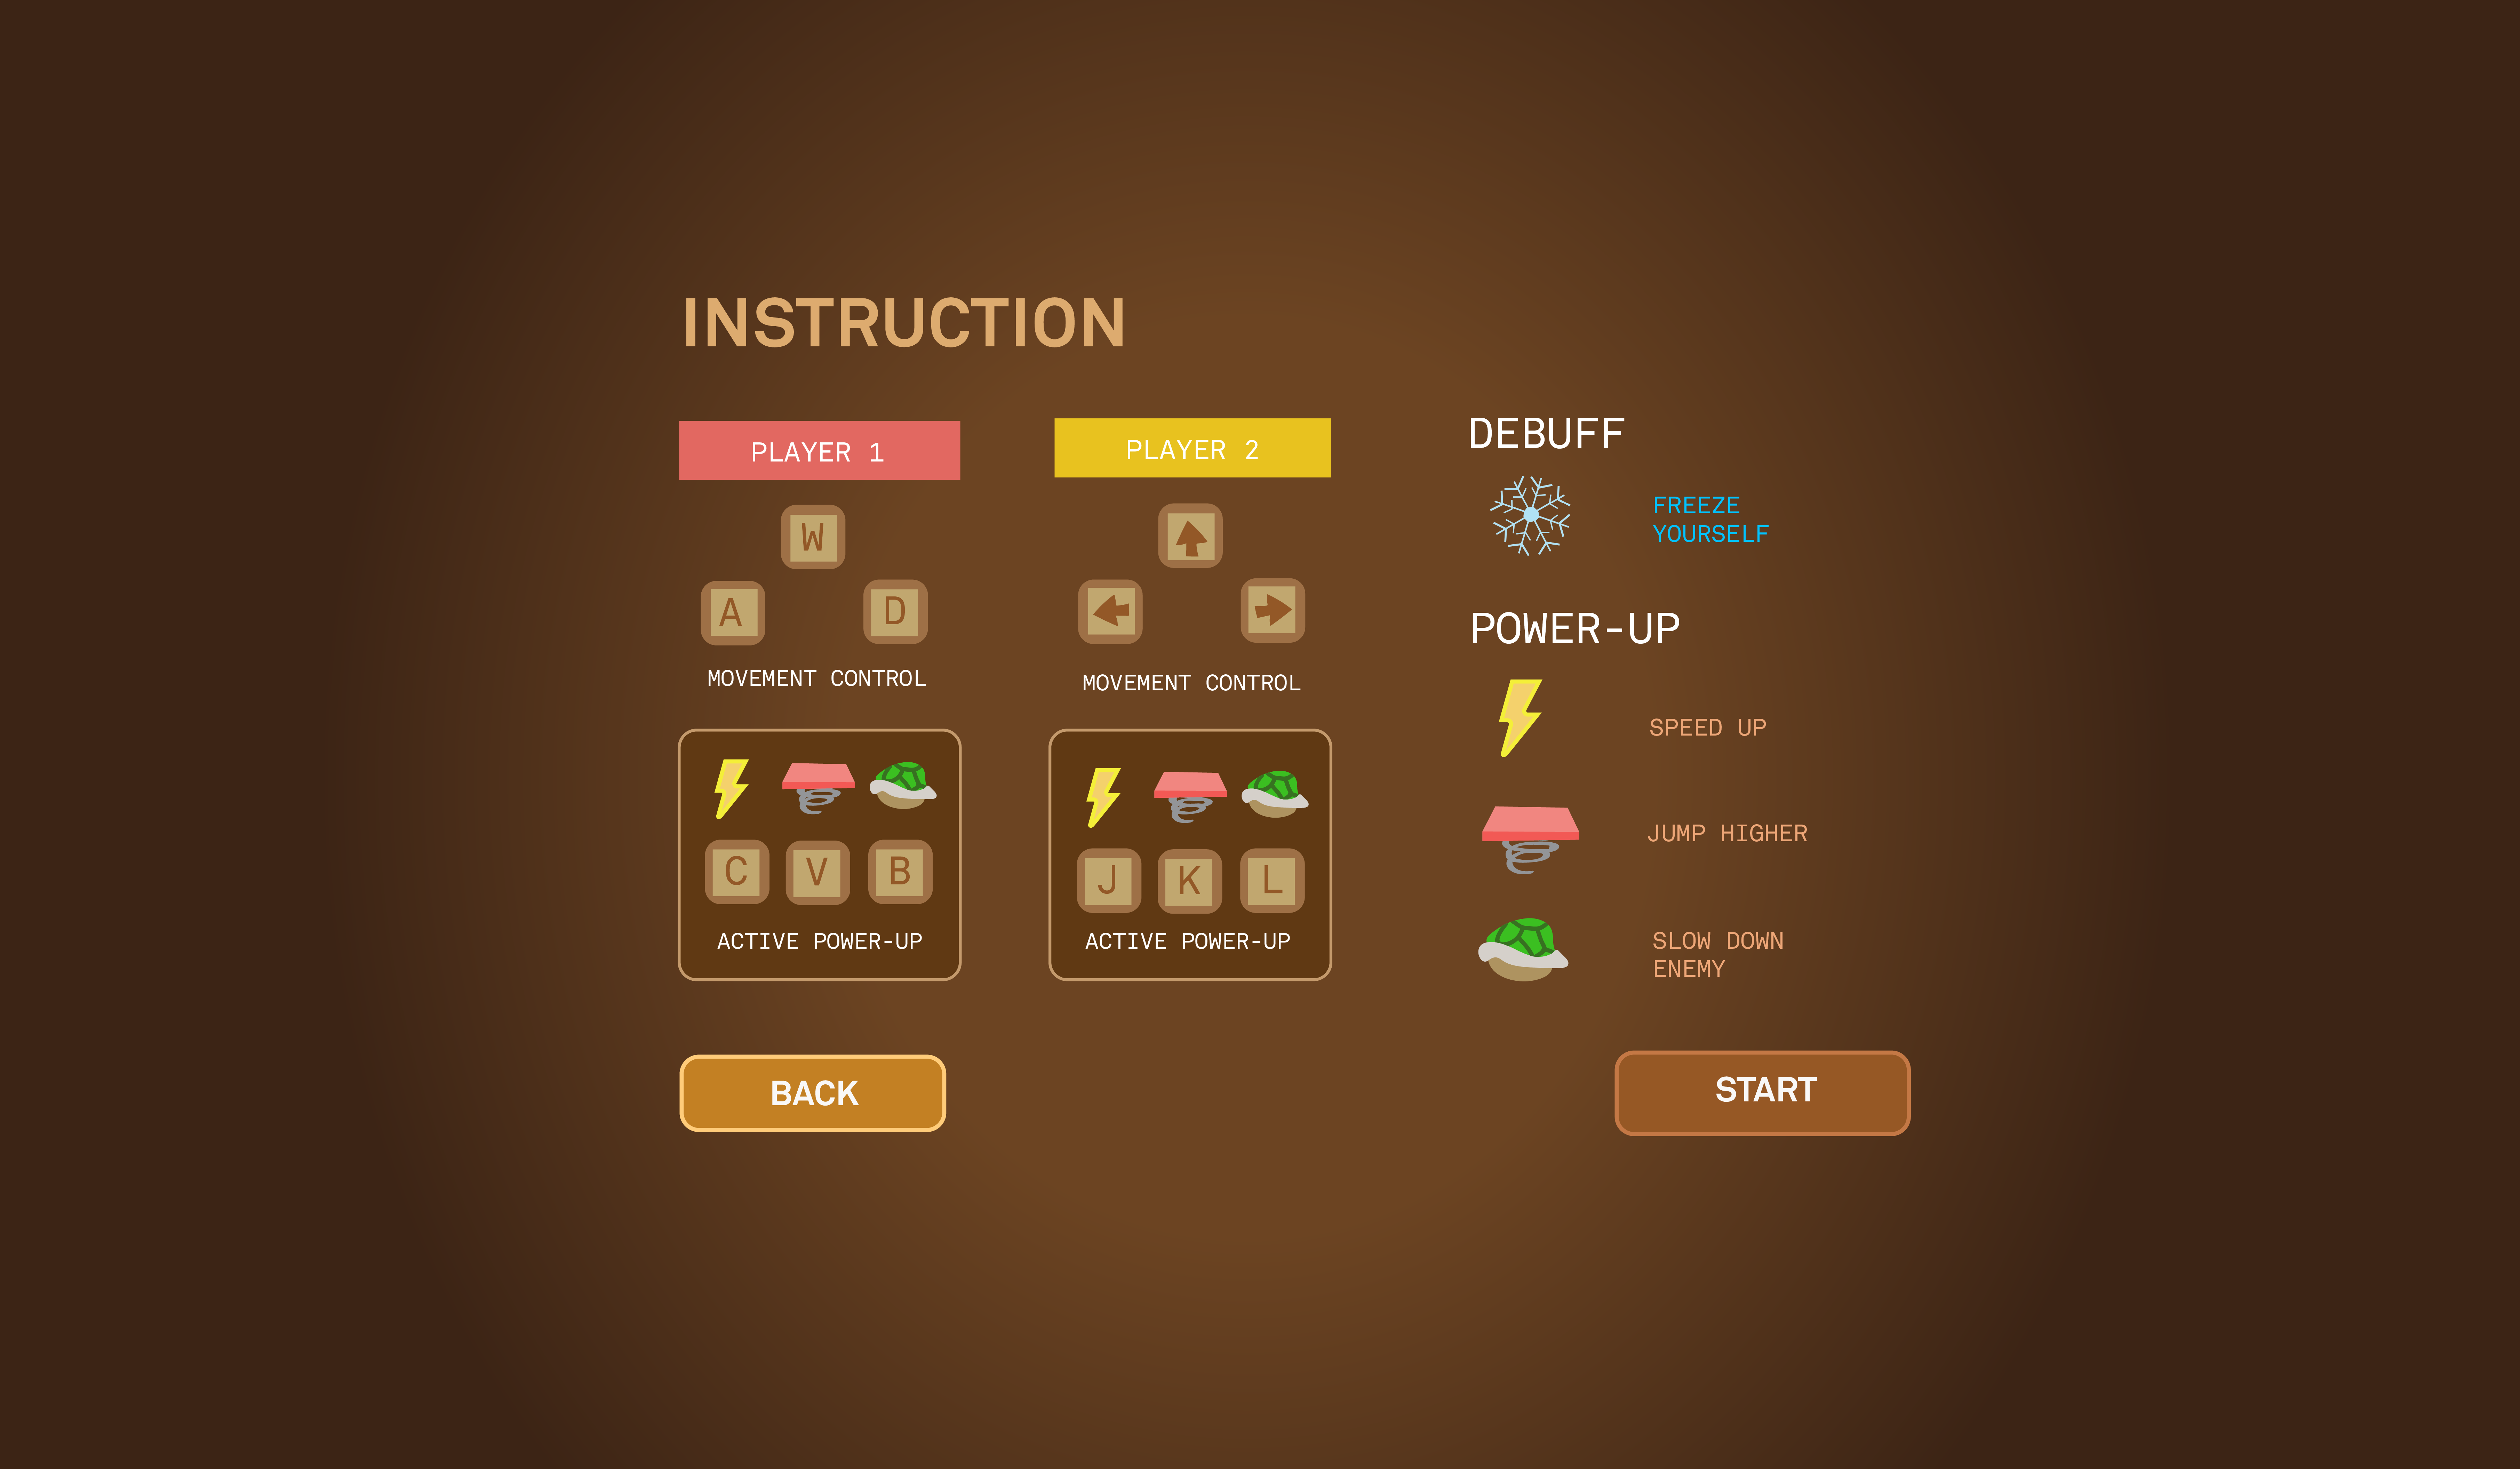 INSTRUCTION
PLAYER 1
W
A D
MOVEMENT CONTROL
C V B
ACTIVE POWER-UP
PLAYER 2
MOVEMENT CONTROL
J K L
ACTIVE POWER-UP
DEBUFF
FREEZE
YOURSELF
POWER-UP
SPEED UP
JUMP HIGHER
SLOW DOWN
ENEMY
BACK
START